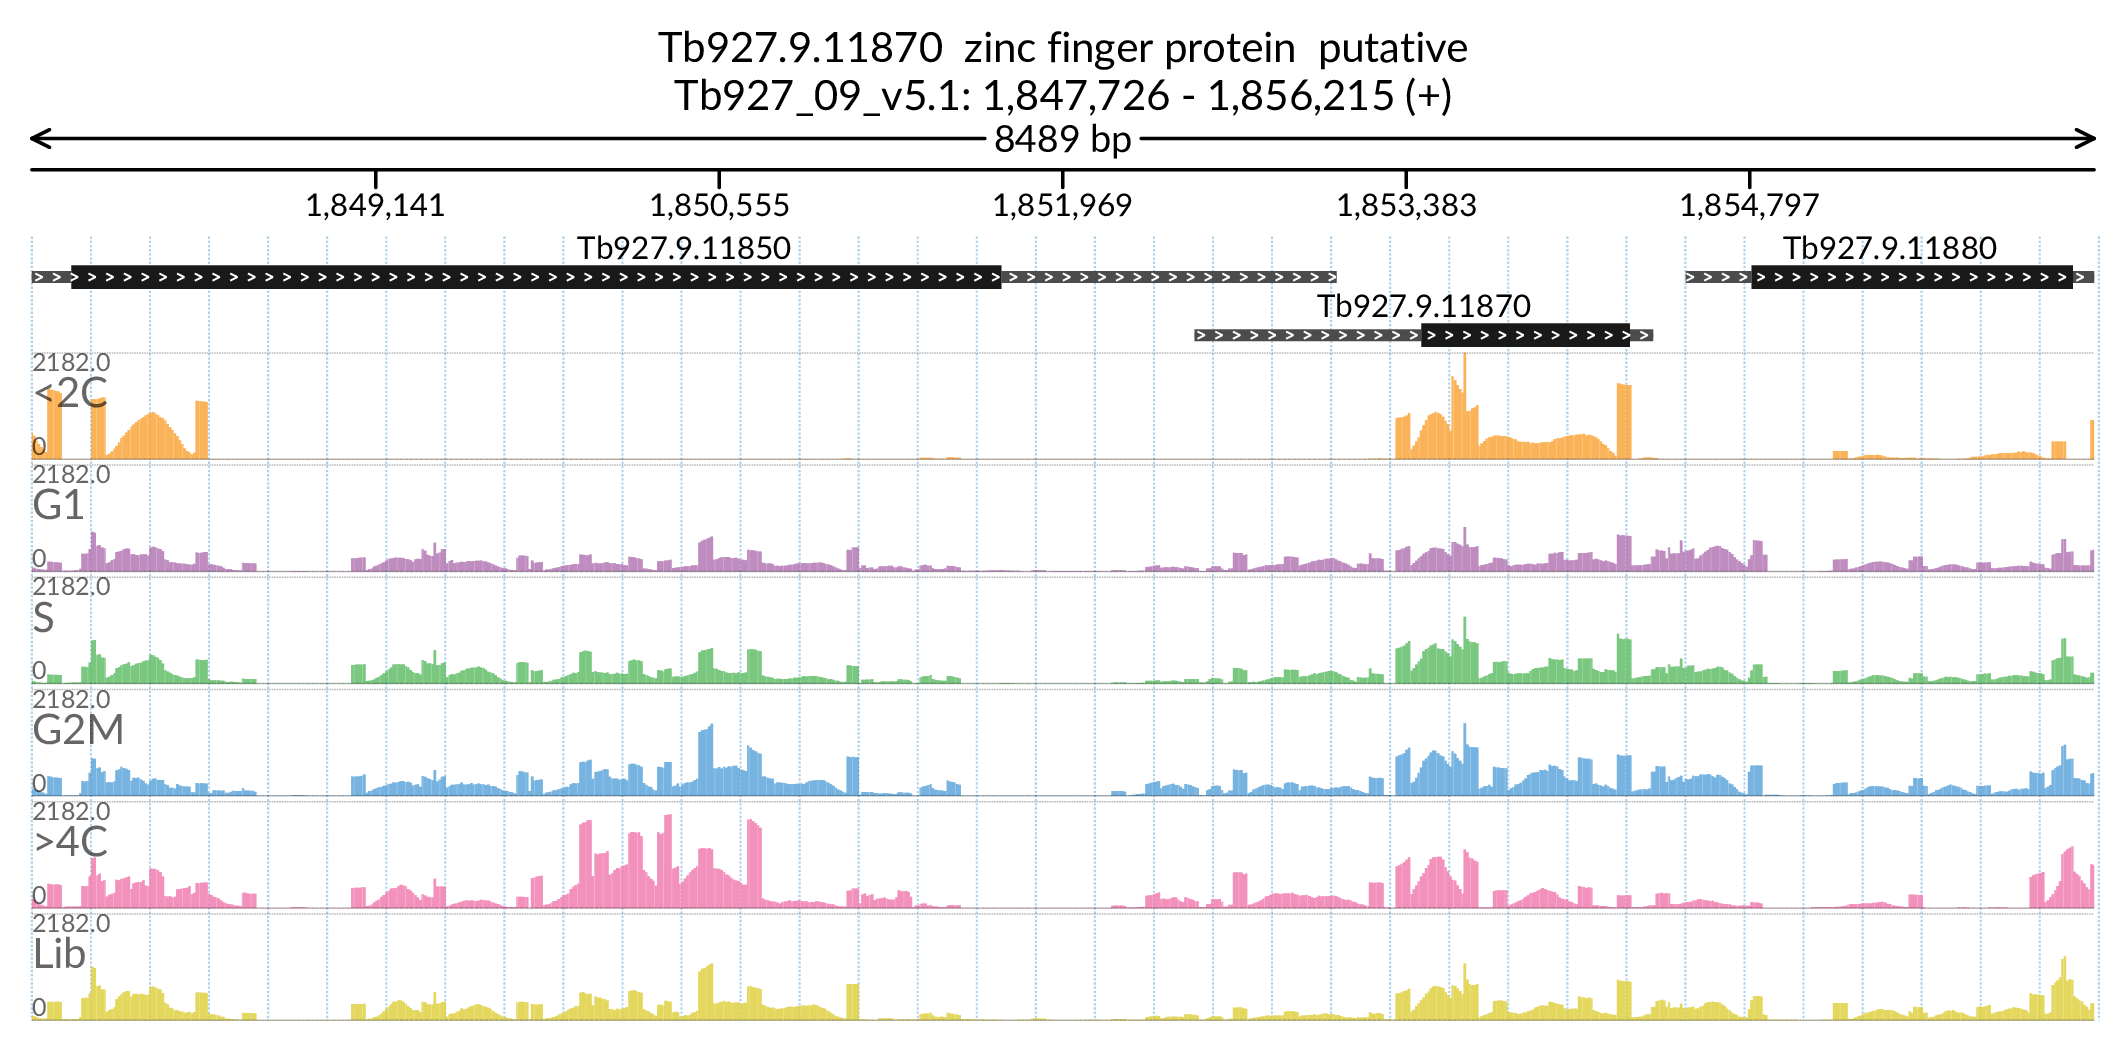 Tb927.9.11870  zinc finger protein  putative
Tb927_09_v5.1: 1,847,726 - 1,856,215 (+)
8489 bp
1,849,141 1,850,555 1,851,969 1,853,383 1,854,797
Tb927.9.11850 Tb927.9.11880
Tb927.9.11870
2182.0
<2C
0
2182.0
G1
0
2182.0
S
0
2182.0
G2M
0
2182.0
>4C
0
2182.0
Lib
0